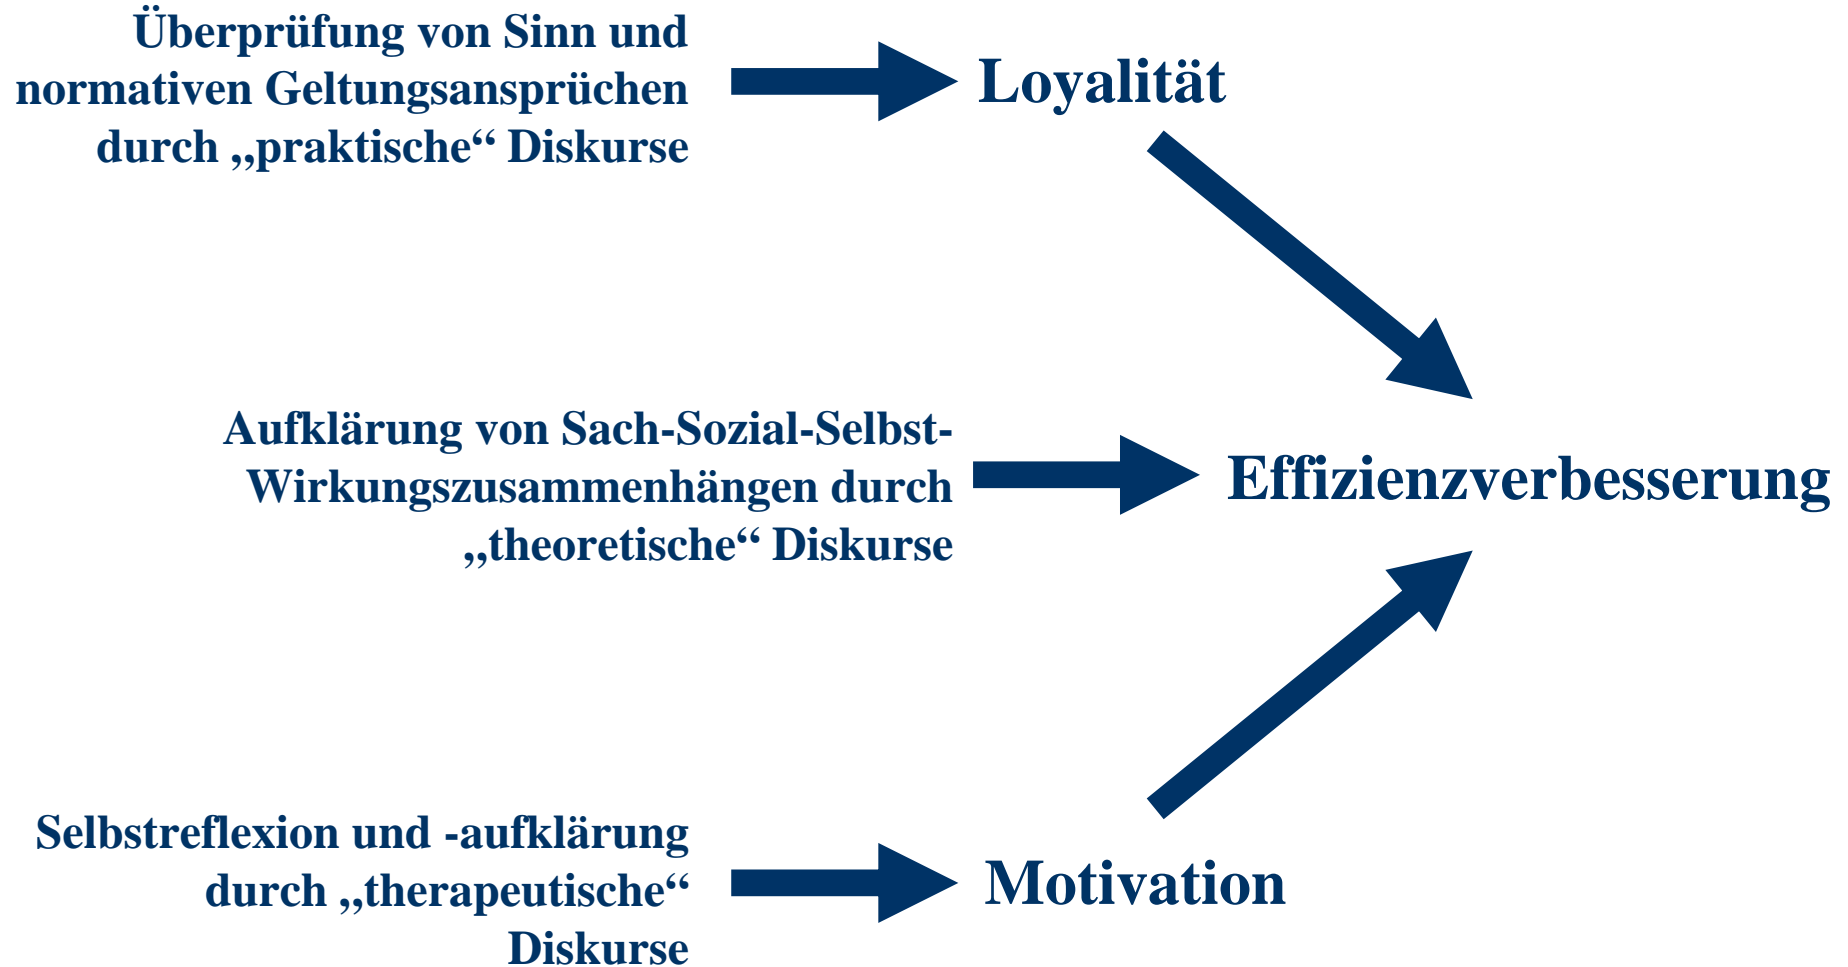 Überprüfung von Sinn und
normativen Geltungsansprüchen
durch „praktische“ Diskurse
Loyalität
Aufklärung von Sach-Sozial-Selbst-
Wirkungszusammenhängen durch
„theoretische“ Diskurse
Effizienzverbesserung
Selbstreflexion und -aufklärung
durch „therapeutische“
Diskurse
Motivation